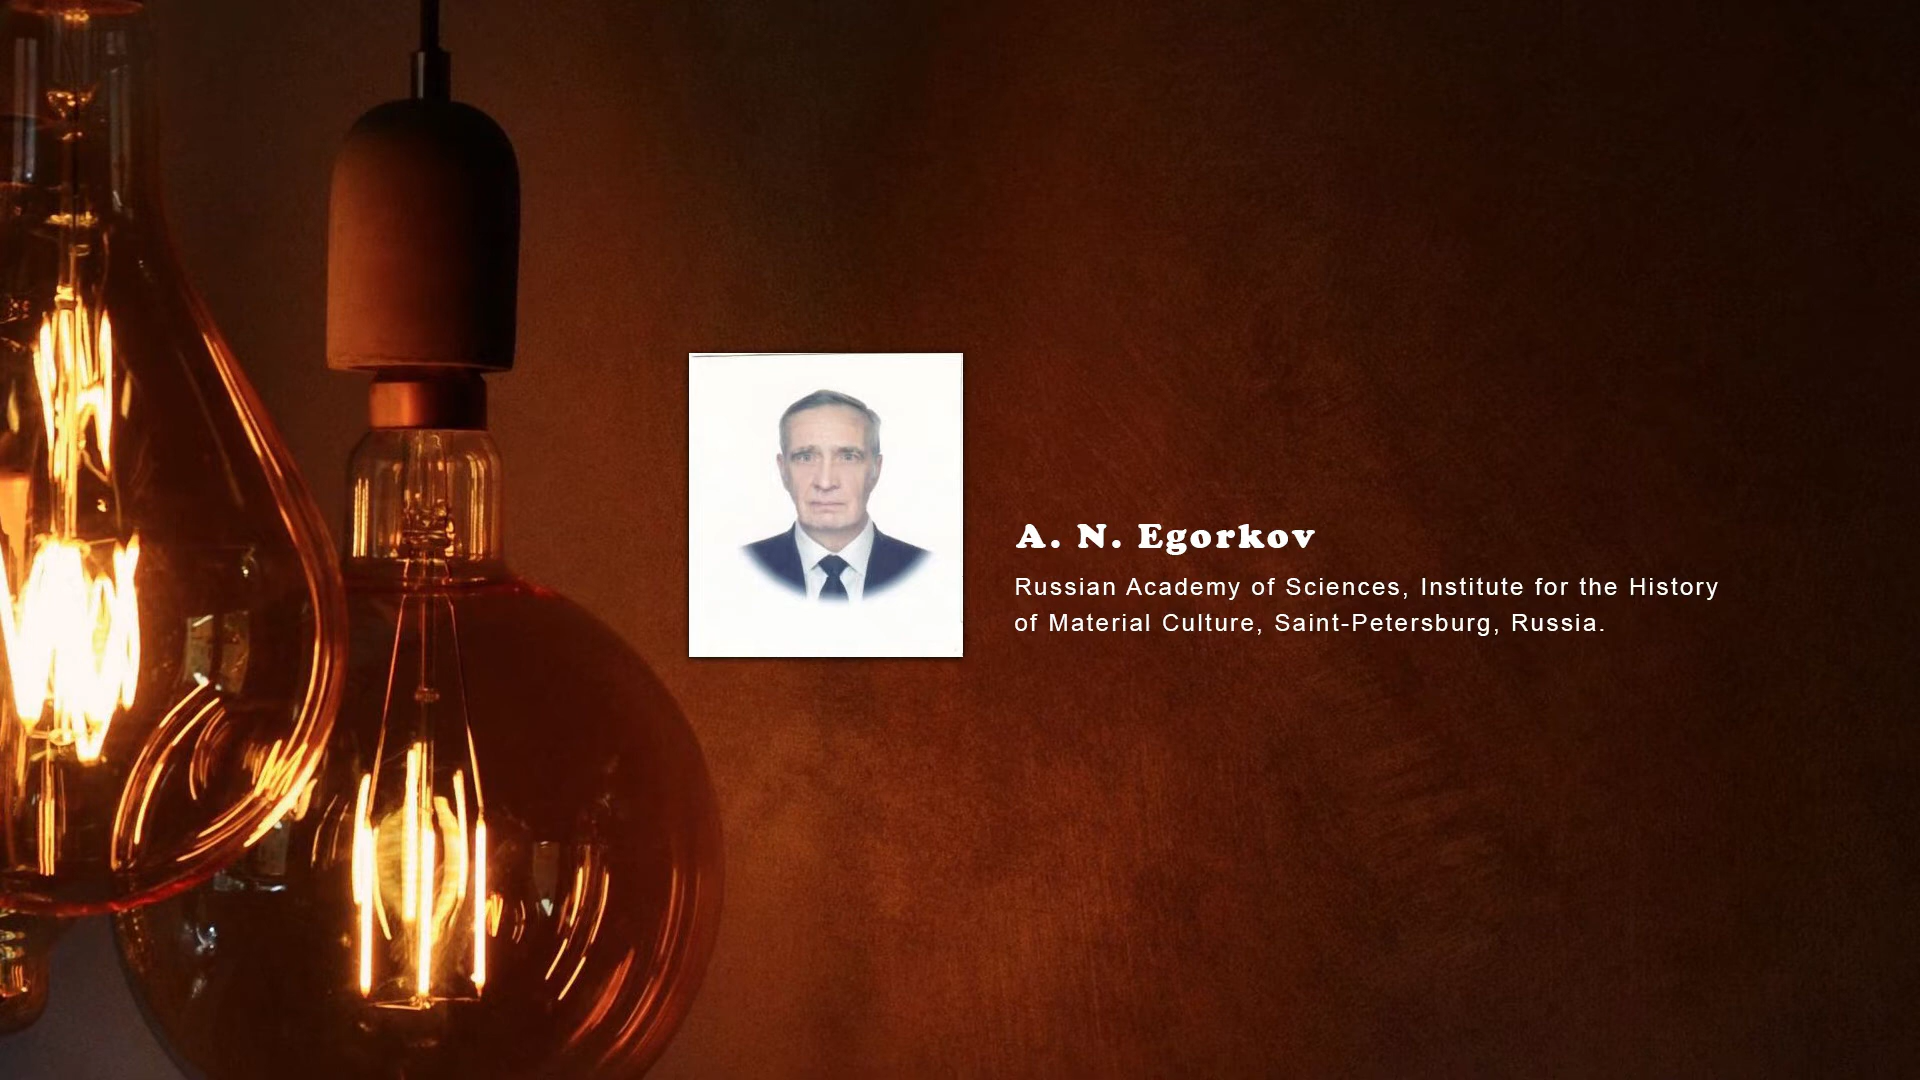 A. N. Egorkov
Russian Academy of Sciences, Institute for the History
of Material Culture, Saint-Petersburg, Russia.